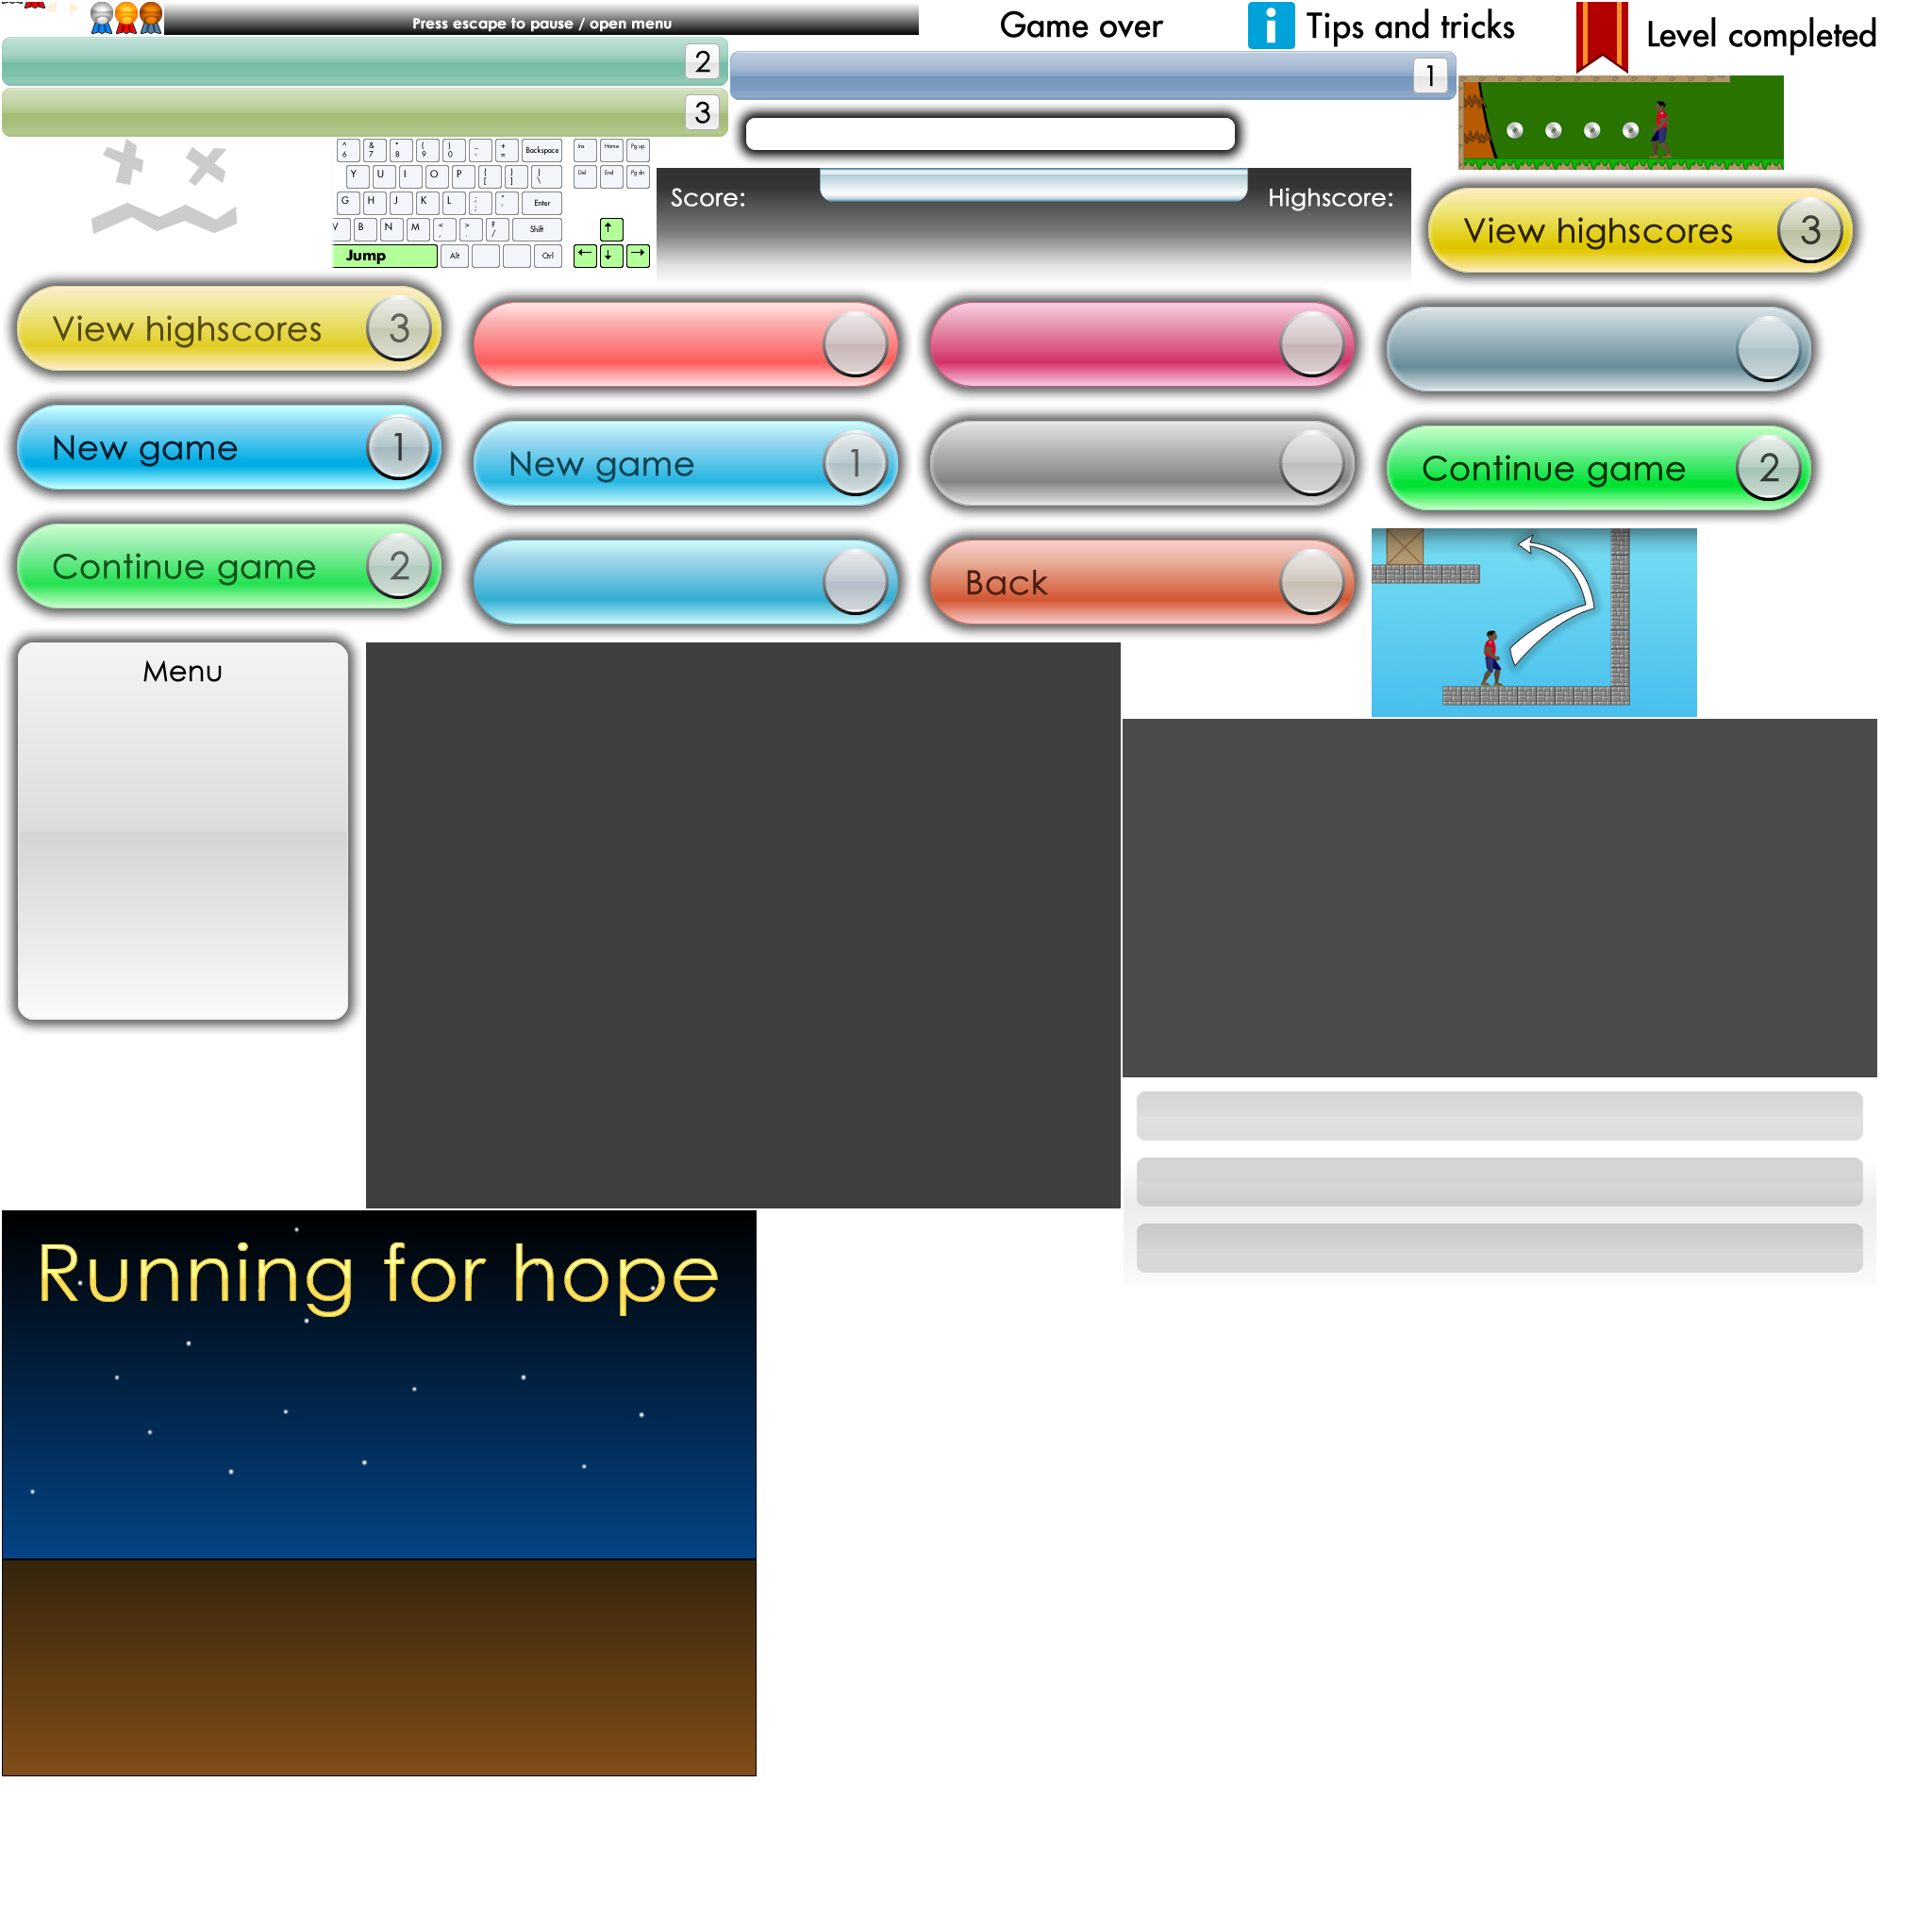 Press escape to pause / open menu
Game over
i Tips and tricks
Level completed
2
1
3
^ & * ( ) _ +
6 7 8 9 0 - = Backspace
Ins Home Pg up
Y U I O P { } |
[ ] \
Del End Pg dn
G H J K L : "
; ' Enter
V B N M < > ?
, . / Shift
↑
Jump Alt Ctrl
← ↓ →
Score:
Highscore:
View highscores 3
View highscores 3
New game 1
New game 1
Continue game 2
Continue game 2
Back
Menu
Running for hope